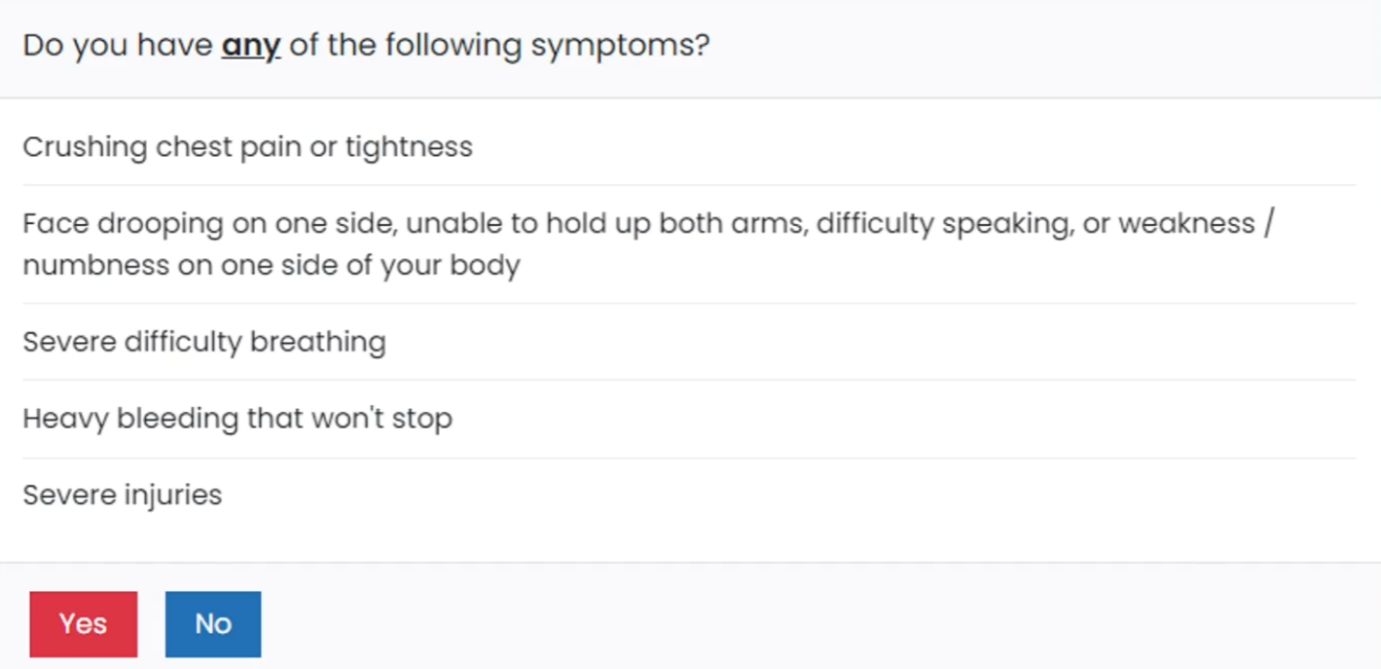 Do you have any of the following symptoms?
Crushing chest pain or tightness
Face drooping on one side, unable to hold up both arms, difficulty speaking, or weakness /
numbness on one side of your body
Severe difficulty breathing
Heavy bleeding that won't stop
Severe injuries
Yes No